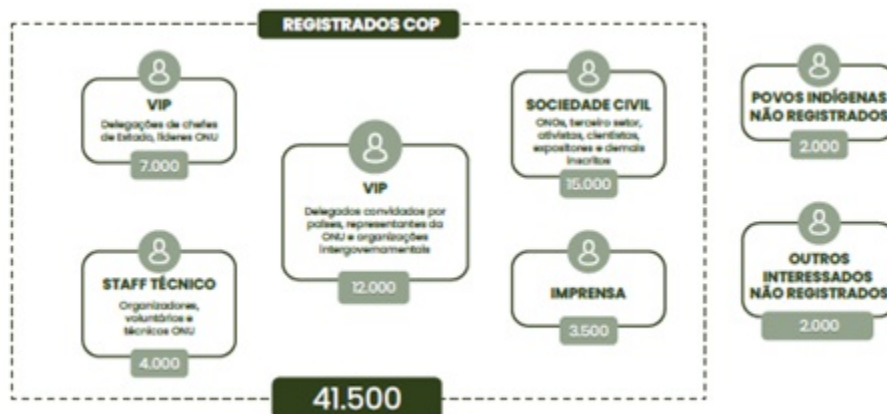 REGISTRADOS COP
VIP
Delegações de chefes
de Estado, líderes ONU
7.000
STAFF TÉCNICO
Organizadores,
voluntários e
técnicos ONU
4.000
VIP
Delegados convidados por
países, representantes da
ONU e organizações
intergovernamentais
12.000
SOCIEDADE CIVIL
ONGs, terceiro setor,
ativistas, cientistas,
expositores e demais
inscritos
15.000
IMPRENSA
3.500
41.500
POVOS INDÍGENAS
NÃO REGISTRADOS
2.000
OUTROS
INTERESSADOS
NÃO REGISTRADOS
2.000